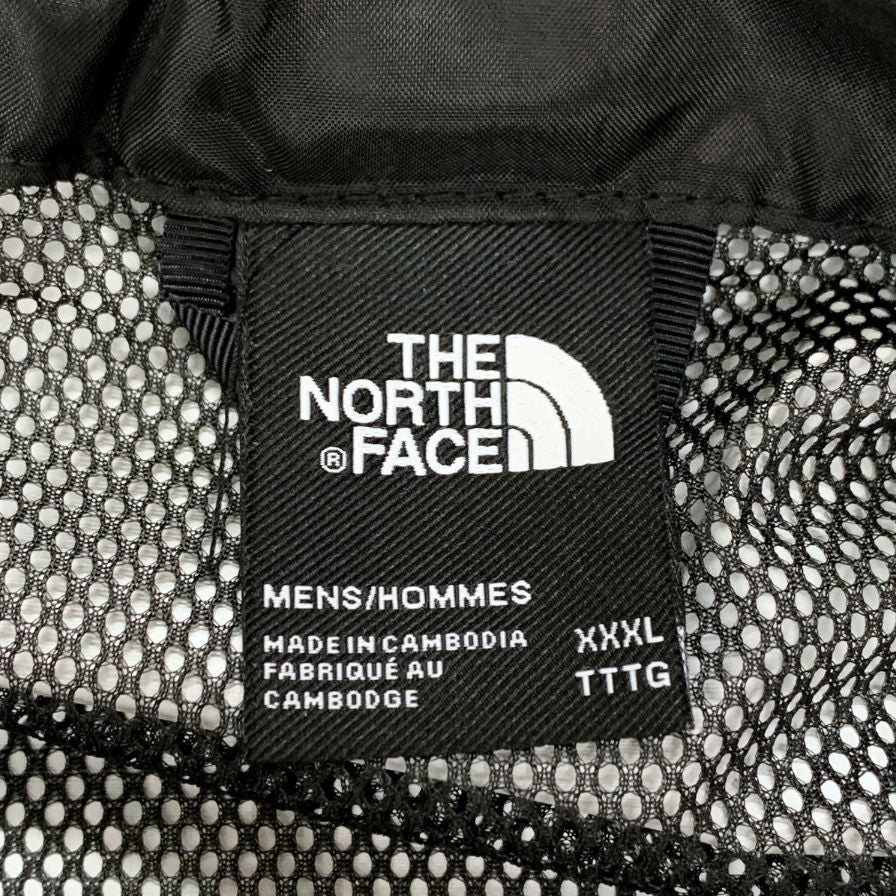 THE
NORTH
® FACE
MENS/HOMMES
MADE IN CAMBODIA
FABRIQUÉ AU
CAMBODGE
XXXL
TTTG